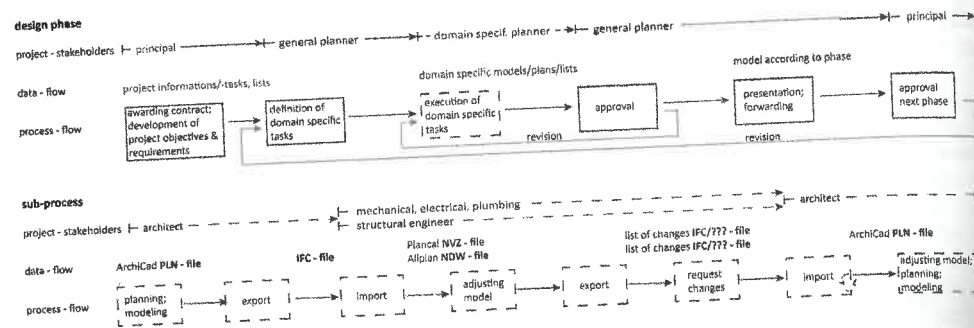 design phase
project - stakeholders principal general planner domain specif. planner general planner principal
data - flow project informations/-tasks, lists domain specific models/plans/lists model according to phase
process - flow
awarding contract;
development of
project objectives &
requirements
definition of
domain specific
tasks
execution of
domain specific
tasks
approval
revision
presentation;
forwarding
approval
next phase
revision
sub-process
project - stakeholders architect
mechanical, electrical, plumbing
structural engineer
architect
data - flow
ArchiCad PLN - file
IFC - file
Plancal NVZ - file
Allplan NDW - file
list of changes IFC/??? - file
list of changes IFC/??? - file
ArchiCad PLN - file
process - flow
planning;
modeling
export
import
adjusting
model
export
request
changes
import
adjusting model;
planning;
modeling